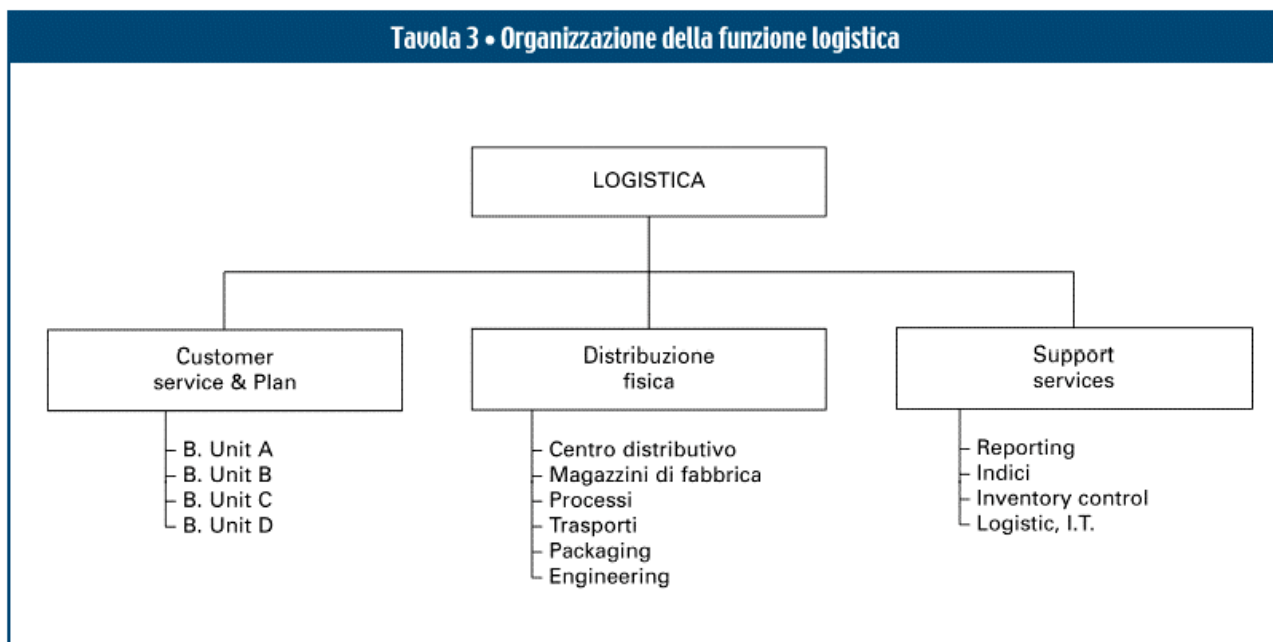 Tavola 3 • Organizzazione della funzione logistica
LOGISTICA
Customer
service & Plan
B. Unit A
B. Unit B
B. Unit C
B. Unit D
Distribuzione
fisica
Centro distributivo
Magazzini di fabbrica
Processi
Trasporti
Packaging
Engineering
Support
services
Reporting
Indici
Inventory control
Logistic, I.T.